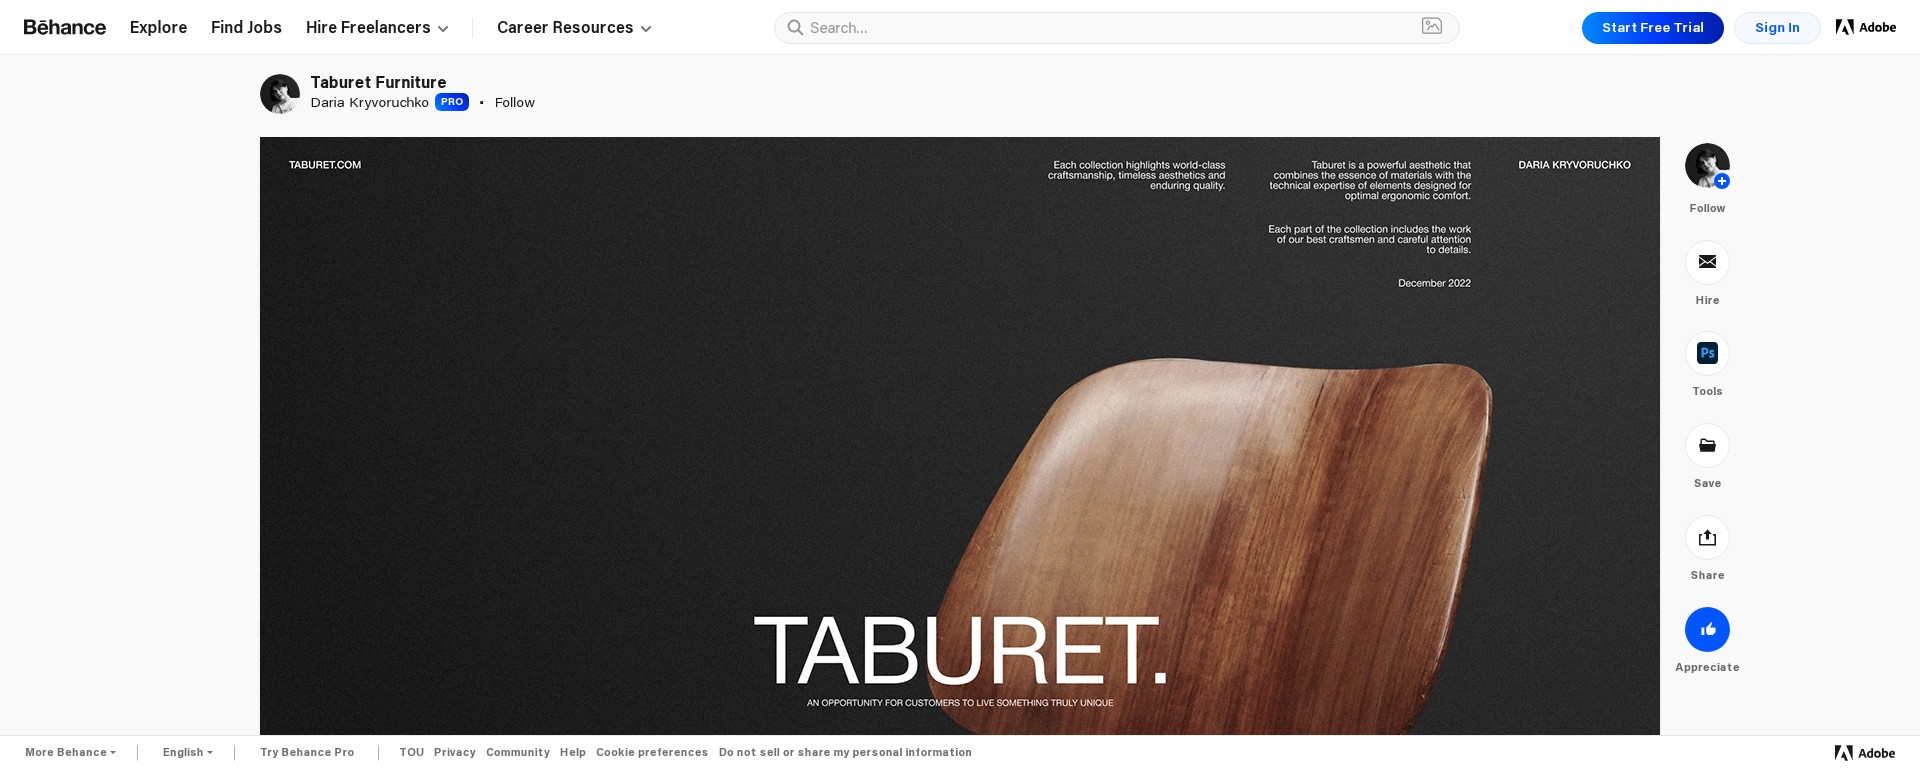 Bēhance
Explore
Find Jobs
Hire Freelancers
Career Resources
Search...
Start Free Trial
Sign In
Adobe
Taburet Furniture
Daria Kryvoruchko PRO • Follow
TABURET.COM
Each collection highlights world-class
craftsmanship, timeless aesthetics and
enduring quality.
Taburet is a powerful aesthetic that
combines the essence of materials with the
technical expertise of elements designed for
optimal ergonomic comfort.
Each part of the collection includes the work
of our best craftsmen and careful attention
to details.
December 2022
DARIA KRYVORUCHKO
TABURET.
AN OPPORTUNITY FOR CUSTOMERS TO LIVE SOMETHING TRULY UNIQUE
Follow
Hire
Ps
Tools
Save
Share
Appreciate
More Behance
English
Try Behance Pro
TOU
Privacy
Community
Help
Cookie preferences
Do not sell or share my personal information
Adobe